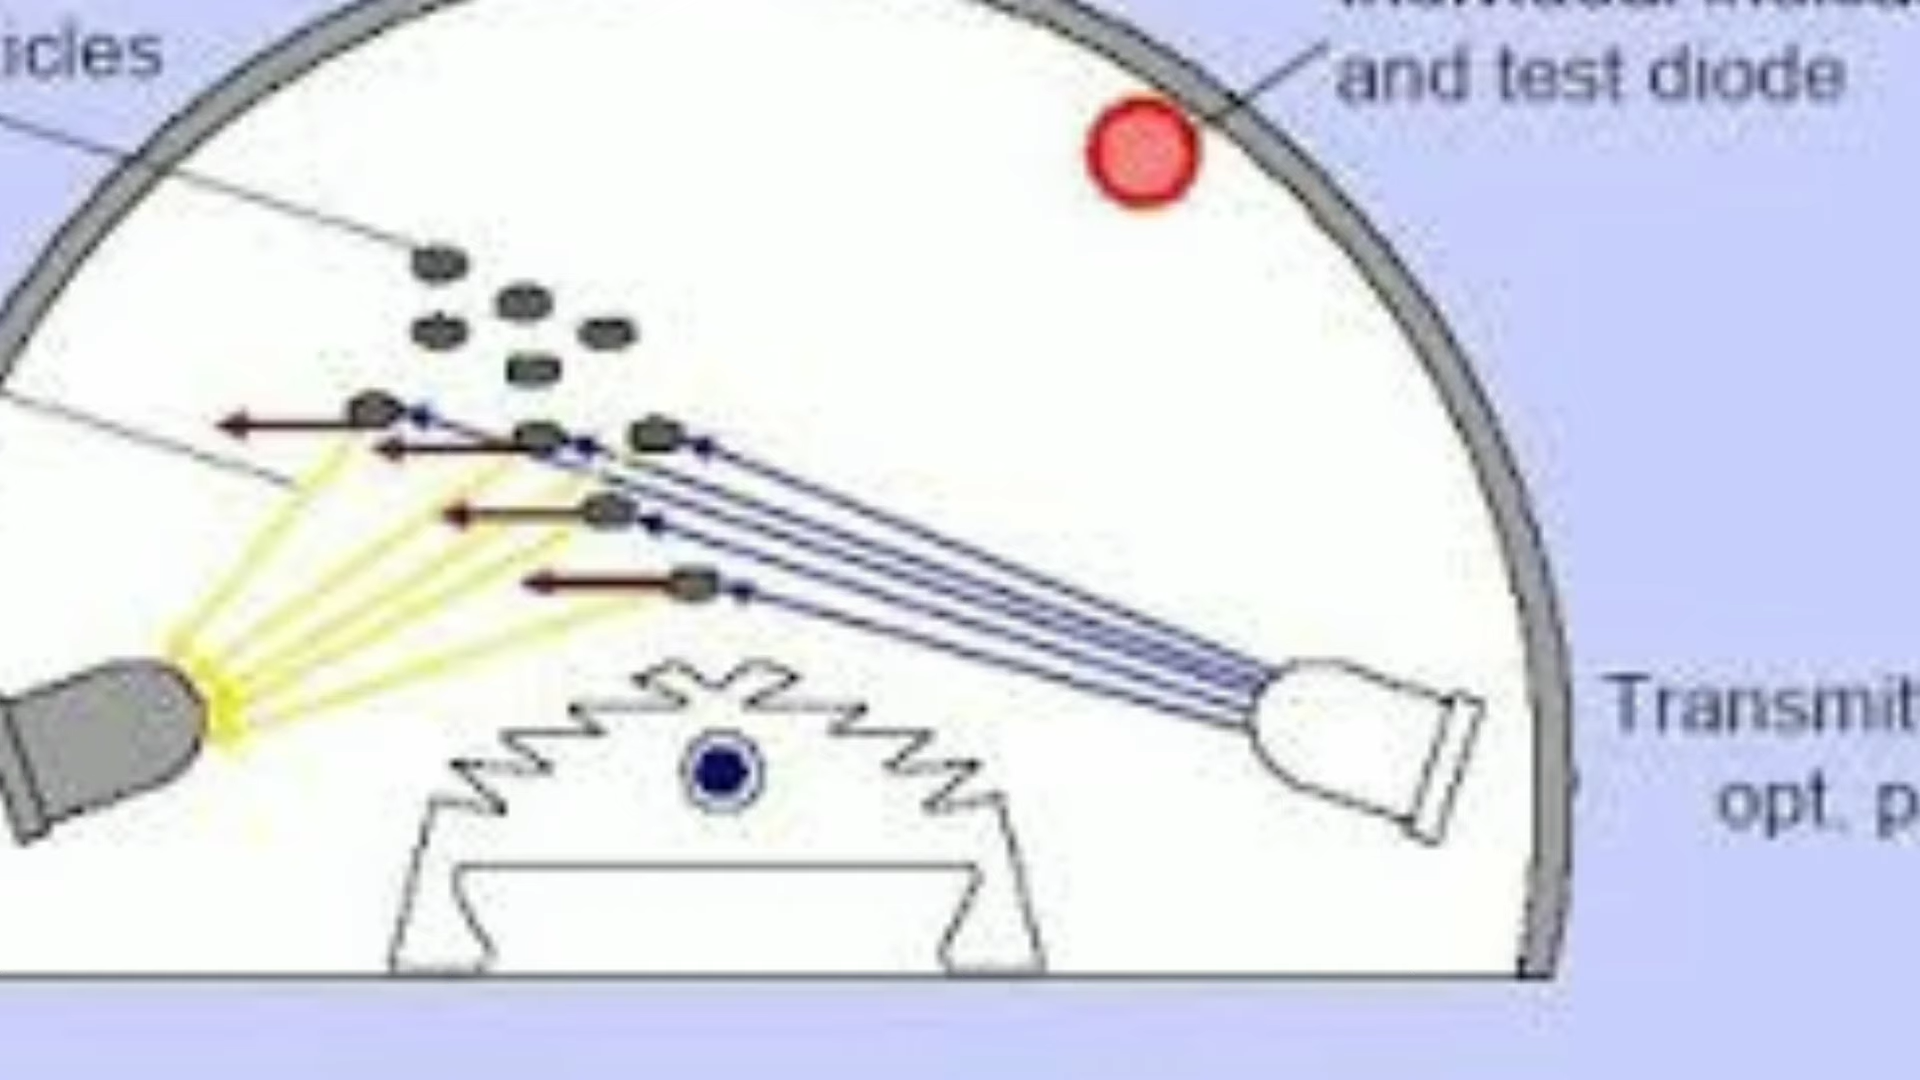 icles
and test diode
Transmit
opt. p